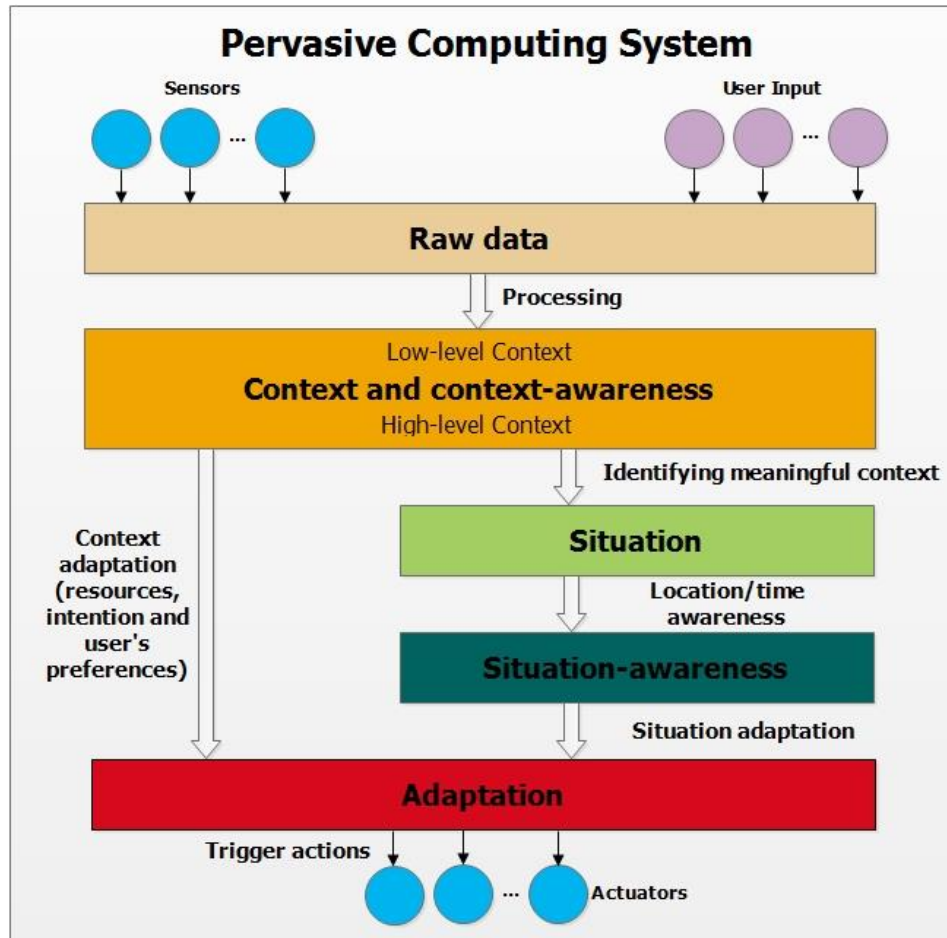 Pervasive Computing System
Sensors
User Input
...
...
Raw data
Processing
Low-level Context
Context and context-awareness
High-level Context
Identifying meaningful context
Context
adaptation
(resources,
intention and
user's
preferences)
Situation
Location/time
awareness
Situation-awareness
Situation adaptation
Adaptation
Trigger actions
...
Actuators